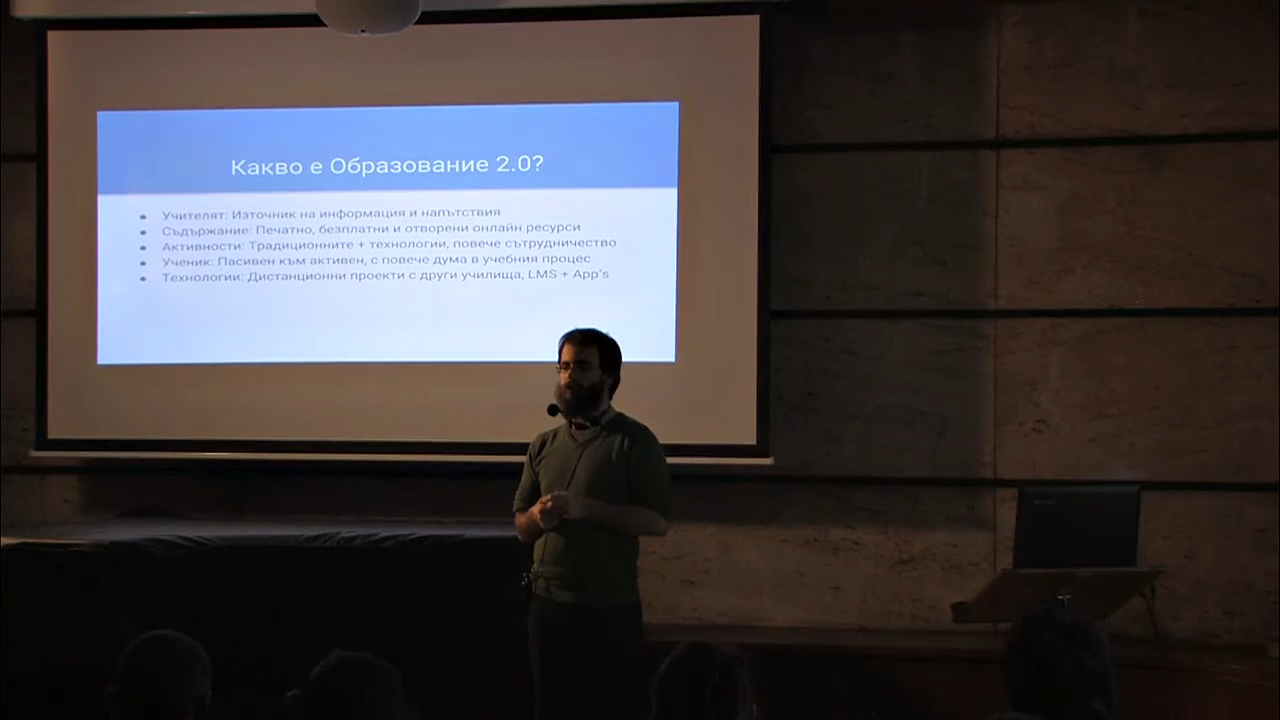 Какво е Образование 2.0?
● Учителят: Източник на информация и напътствия
● Съдържание: Печатно, безплатни и отворени онлайн ресурси
● Активности: Традиционните + технологии, повече сътрудничество
● Ученик: Пасивен към активен, с повече дума в учебния процес
● Технологии: Дистанционни проекти с други училища, LMS + App's